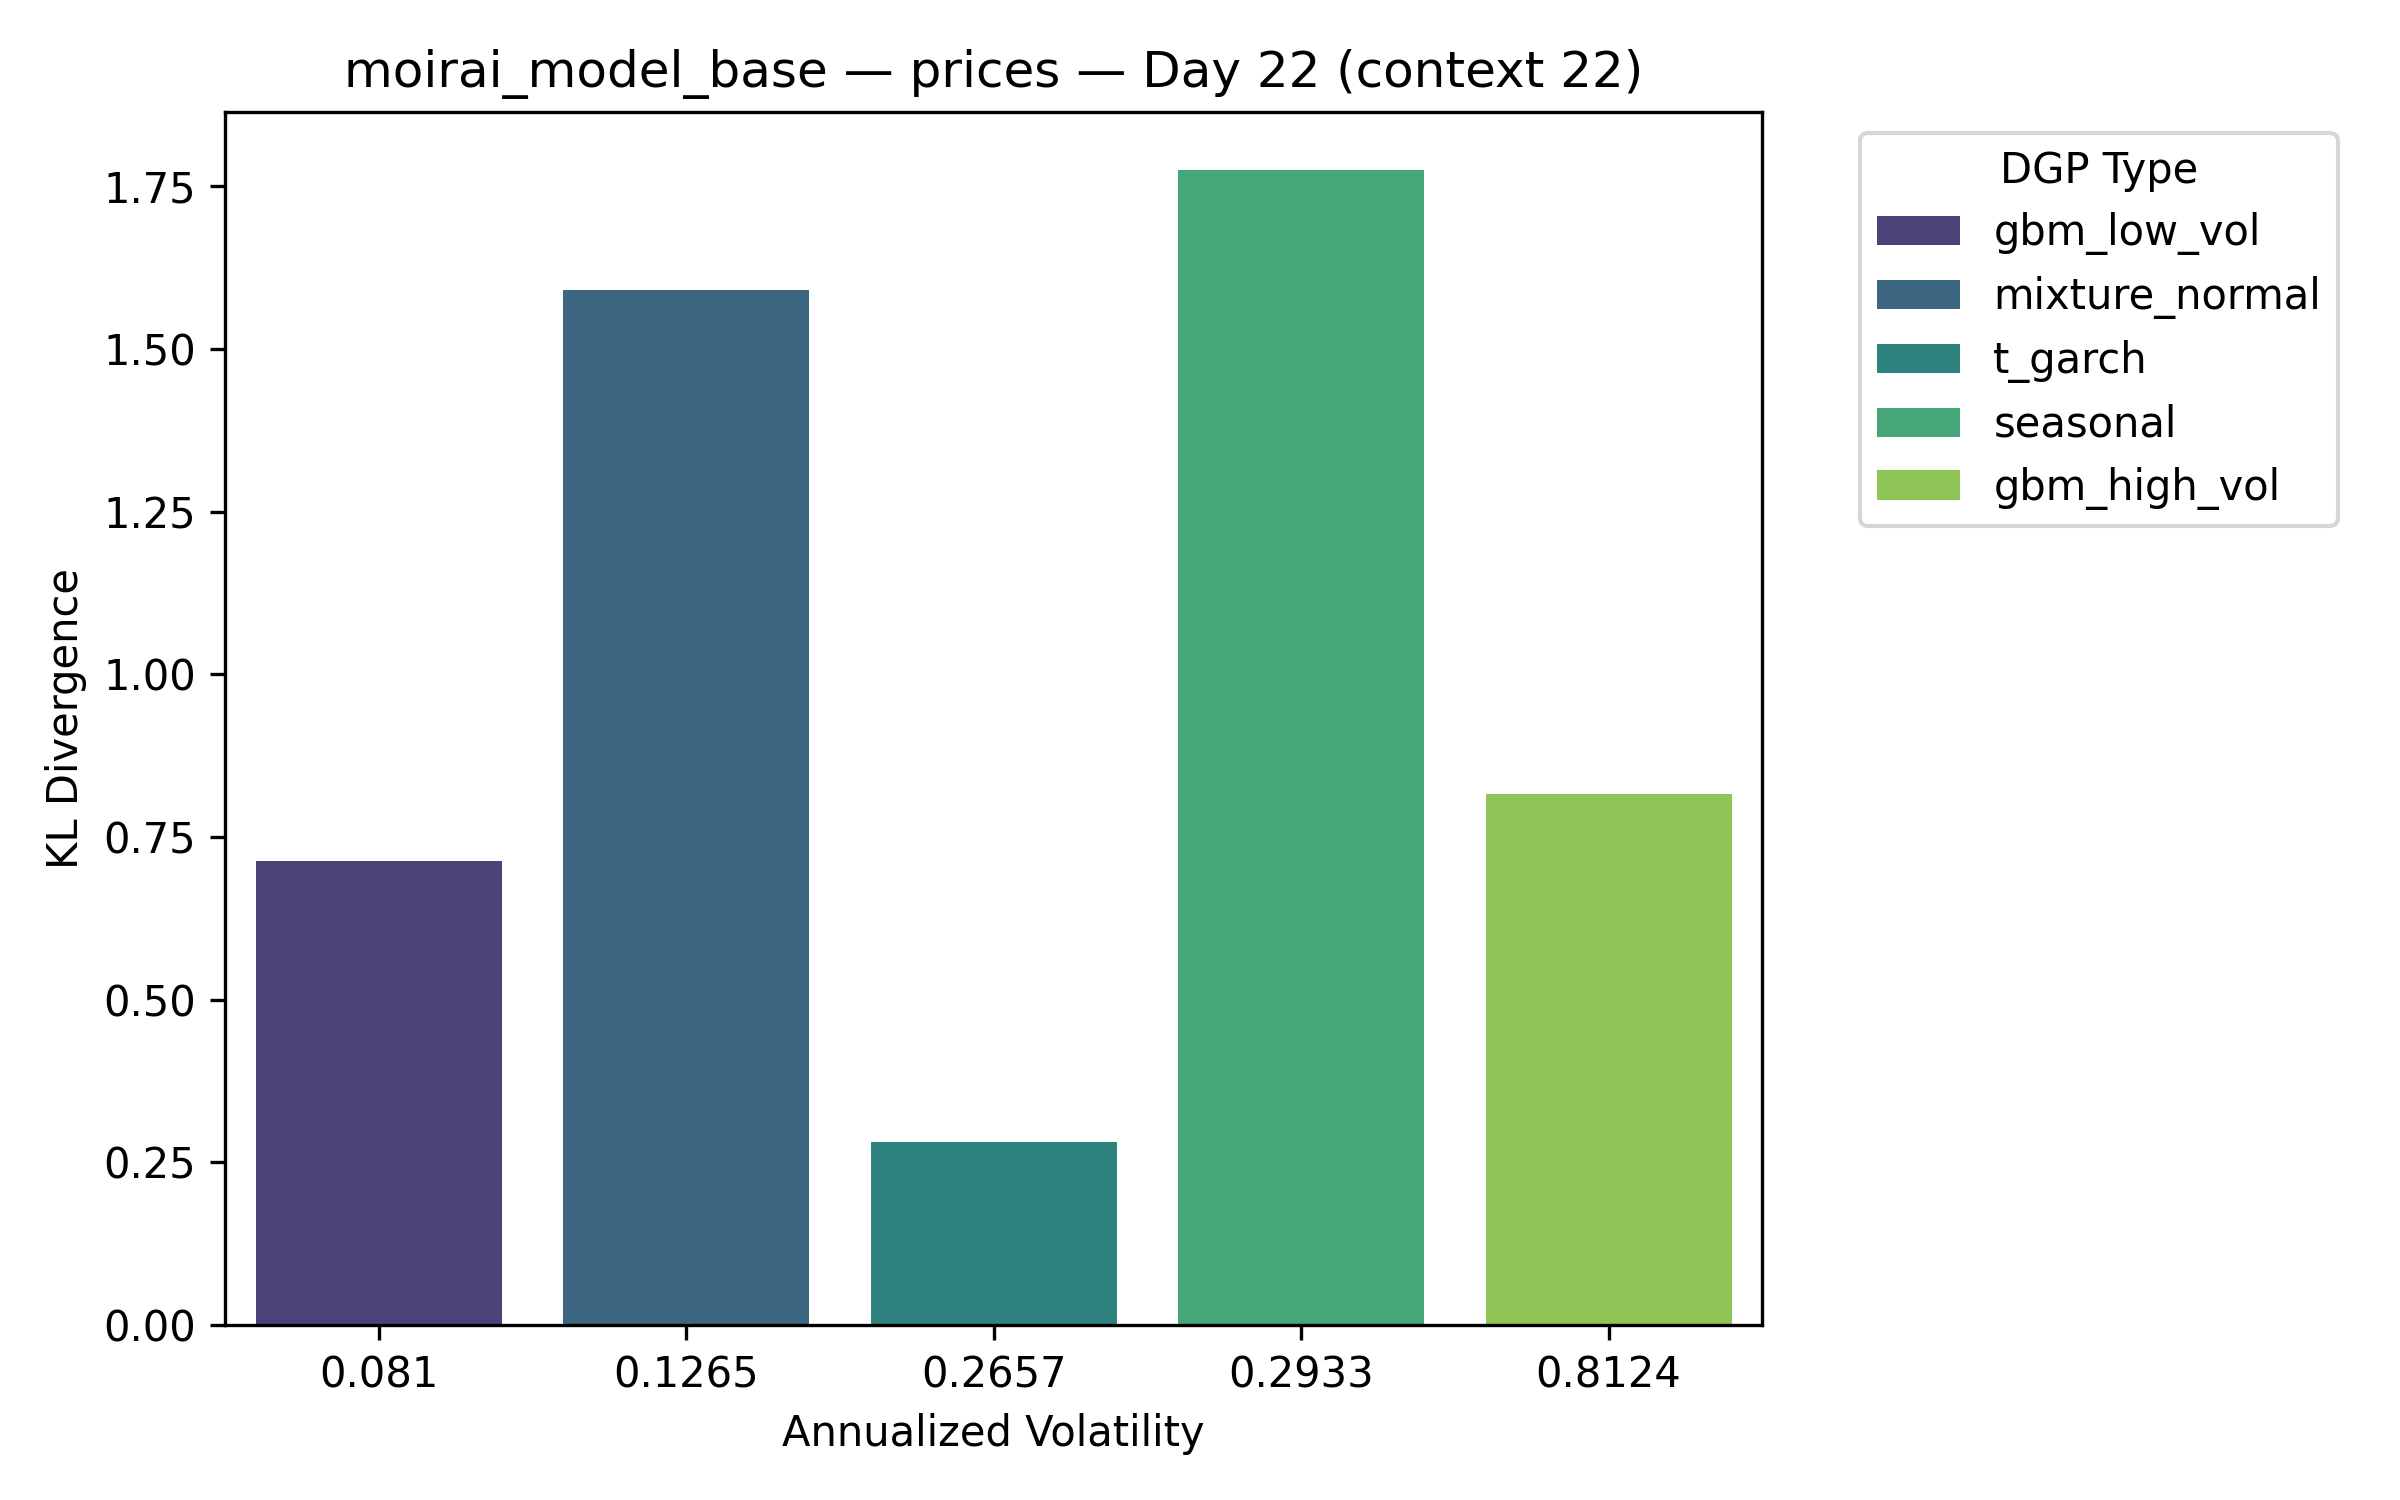 moirai_model_base — prices — Day 22 (context 22)
KL Divergence
1.75
1.50
1.25
1.00
0.75
0.50
0.25
0.00
0.081 0.1265 0.2657 0.2933 0.8124
Annualized Volatility
DGP Type
gbm_low_vol
mixture_normal
t_garch
seasonal
gbm_high_vol